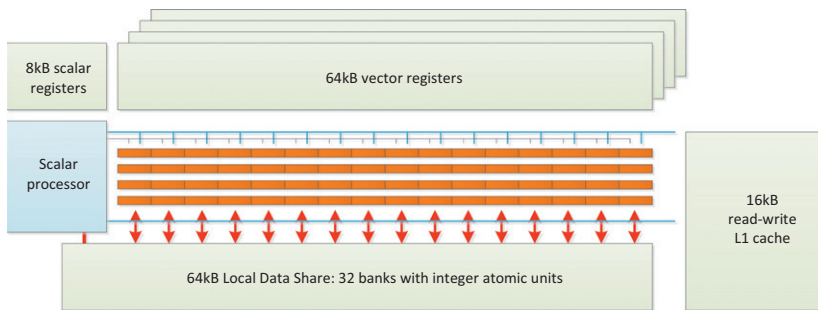 8kB scalar
registers
64kB vector registers
Scalar
processor
16kB
read-write
L1 cache
64kB Local Data Share: 32 banks with integer atomic units